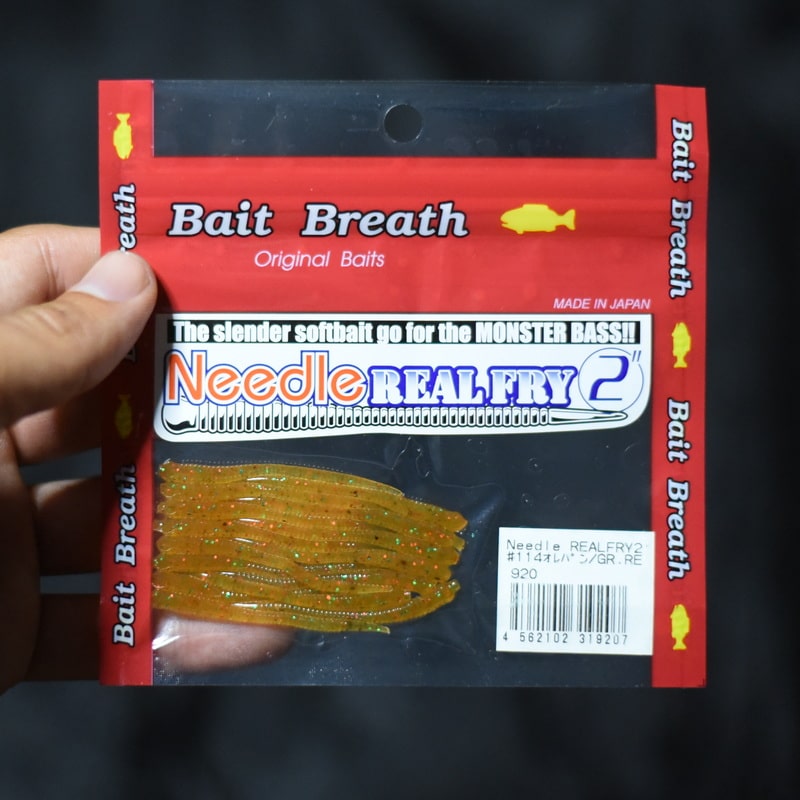 Bait Breath
Original Baits
MADE IN JAPAN
The slender softbait go for the MONSTER BASS!!
Needle REAL FRY 2"
Needle REALFRY2
#114オレパン/GR.RE
920
4 562102 319207
eath
Bait Breath
Bait Breath
Bait Breath